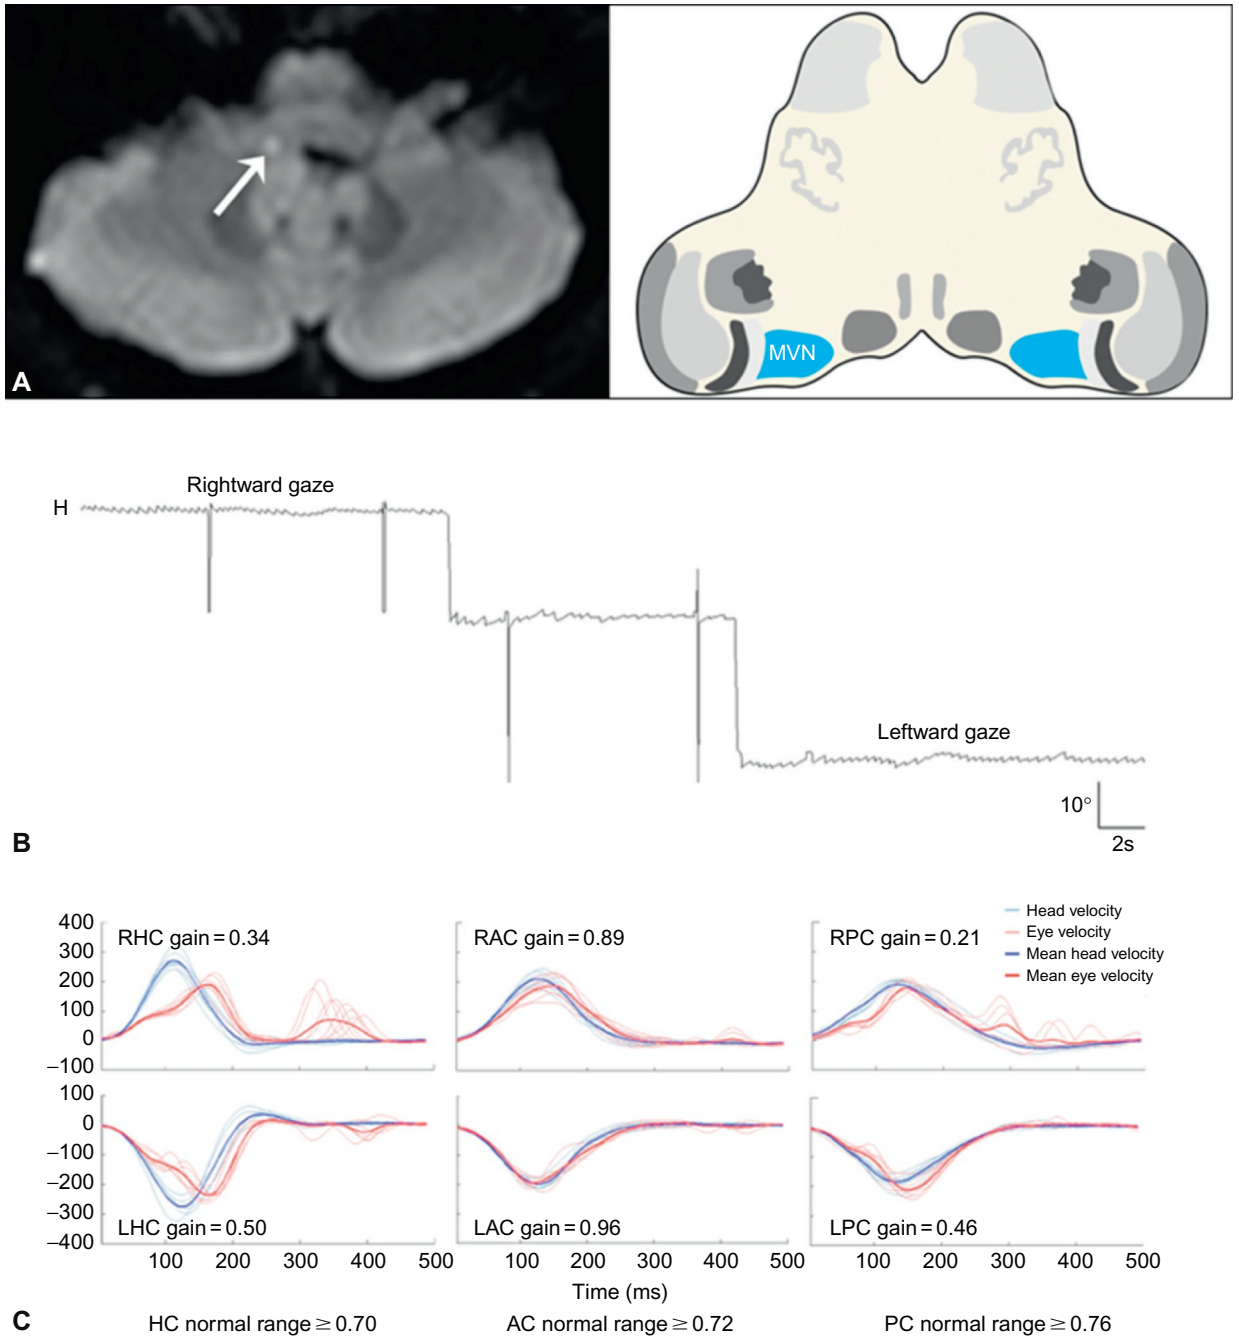 MVN
A
Rightward gaze
H
Leftward gaze
10°
2s
B
400
300
200
100
0
−100
RHC gain=0.34
RAC gain=0.89
RPC gain=0.21
Head velocity
Eye velocity
Mean head velocity
Mean eye velocity
100
0
−100
−200
−300
−400
LHC gain=0.50
LAC gain=0.96
LPC gain=0.46
100 200 300 400 500
100 200 300 400 500
100 200 300 400 500
Time (ms)
C
HC normal range ≥ 0.70
AC normal range ≥ 0.72
PC normal range ≥ 0.76